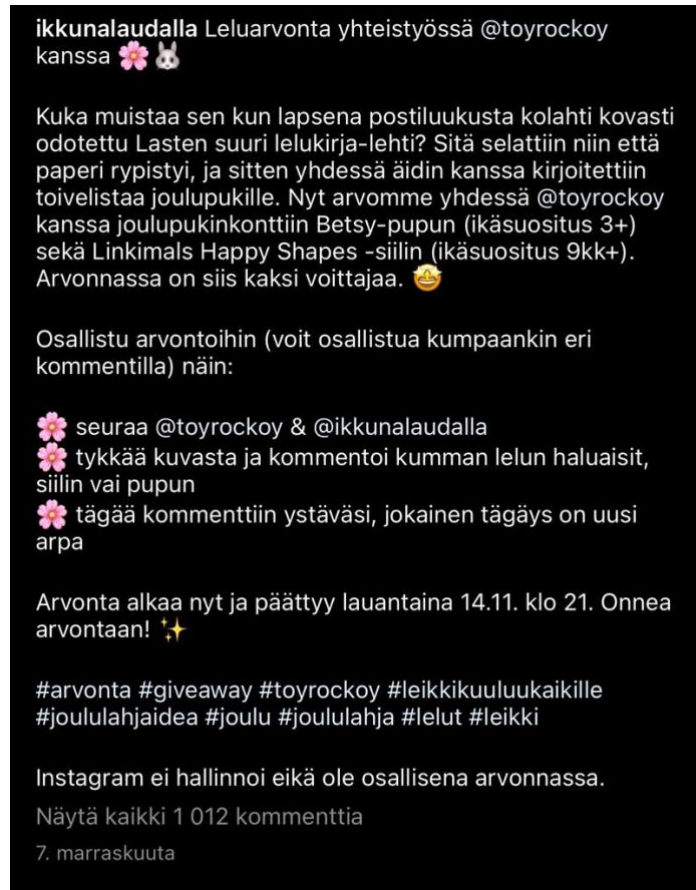 ikkunalaudalla Leluarvonta yhteistyössä @toyrockoy
kanssa 🌸🐰
Kuka muistaa sen kun lapsena postiluukusta kolahti kovasti
odotettu Lasten suuri lelukirja-lehti? Sitä selattiin niin että
paperi rypistyi, ja sitten yhdessä äidin kanssa kirjoitettiin
toivelistaa joulupukille. Nyt arvomme yhdessä @toyrockoy
kanssa joulupukinkonttiin Betsy-pupun (ikäsuositus 3+)
sekä Linkimals Happy Shapes -siilin (ikäsuositus 9kk+).
Arvonnassa on siis kaksi voittajaa. 🤩
Osallistu arvontoihin (voit osallistua kumpaankin eri
kommentilla) näin:
🌸 seuraa @toyrockoy & @ikkunalaudalla
🌸 tykkää kuvasta ja kommentoi kumman lelun haluaisit,
siilin vai pupun
🌸 tägää kommenttiin ystäväsi, jokainen tägäys on uusi
arpa
Arvonta alkaa nyt ja päättyy lauantaina 14.11. klo 21. Onnea
arvontaan! ✨
#arvonta #giveaway #toyrockoy #leikkikuuluukaikille
#joululahjaidea #joulu #joululahja #lelut #leikki
Instagram ei hallinnoi eikä ole osallisena arvonnassa.
Näytä kaikki 1 012 kommenttia
7. marraskuuta